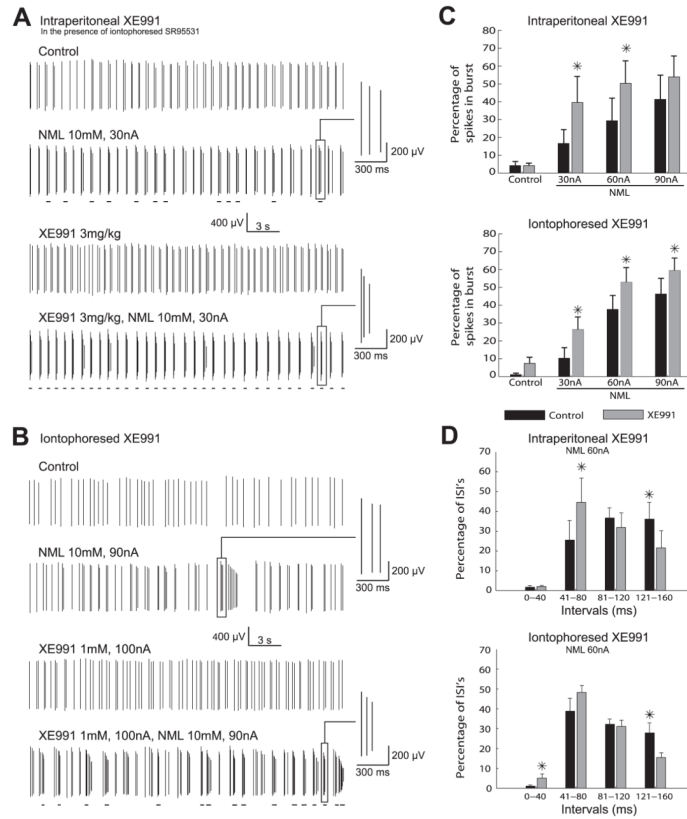 A
Intraperitoneal XE991
In the presence of iontophoresed SR95531
Control
NML 10mM, 30nA
200 µV
300 ms
400 µV
3 s
XE991 3mg/kg
XE991 3mg/kg, NML 10mM, 30nA
200 µV
300 ms
B
Iontophoresed XE991
Control
NML 10mM, 90nA
200 µV
300 ms
400 µV
3 s
XE991 1mM, 100nA
XE991 1mM, 100nA, NML 10mM, 90nA
200 µV
300 ms
C
Intraperitoneal XE991
Percentage of
spikes in burst
80
70
60
50
40
30
20
10
0
*
*
Control
30nA
60nA
90nA
NML
Iontophoresed XE991
Percentage of
spikes in burst
80
70
60
50
40
30
20
10
0
*
*
*
Control
30nA
60nA
90nA
NML
Control
XE991
D
Intraperitoneal XE991
NML 60nA
Percentage of ISI's
70
60
50
40
30
20
10
0
*
*
0–40
41–80
81–120
121–160
Intervals (ms)
Iontophoresed XE991
NML 60nA
Percentage of ISI's
70
60
50
40
30
20
10
0
*
*
0–40
41–80
81–120
121–160
Intervals (ms)